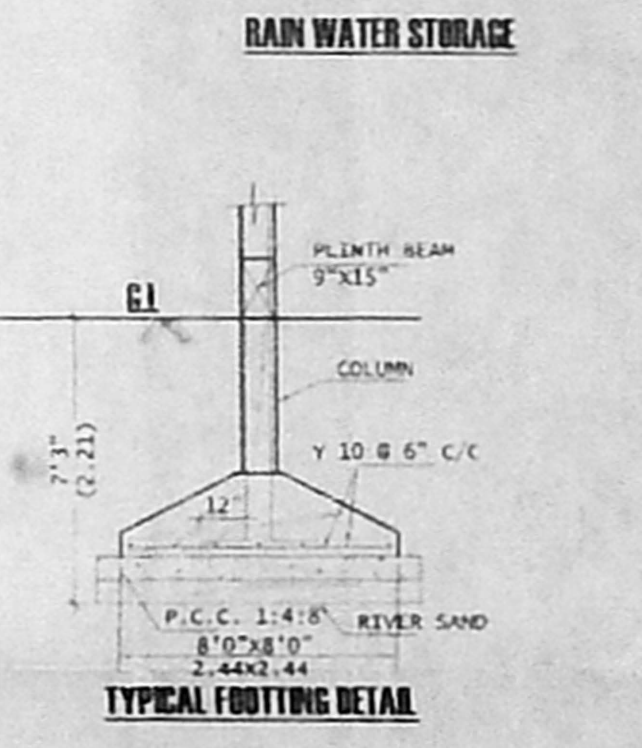 RAIN WATER STORAGE
PLINTH BEAM
9"X15"
G.L
COLUMN
7'3"
(2.21)
Y 10 @ 6" C/C
12"
P.C.C. 1:4:8
RIVER SAND
8'0"X8'0"
2.44X2.44
TYPICAL FOOTTING DETAIL